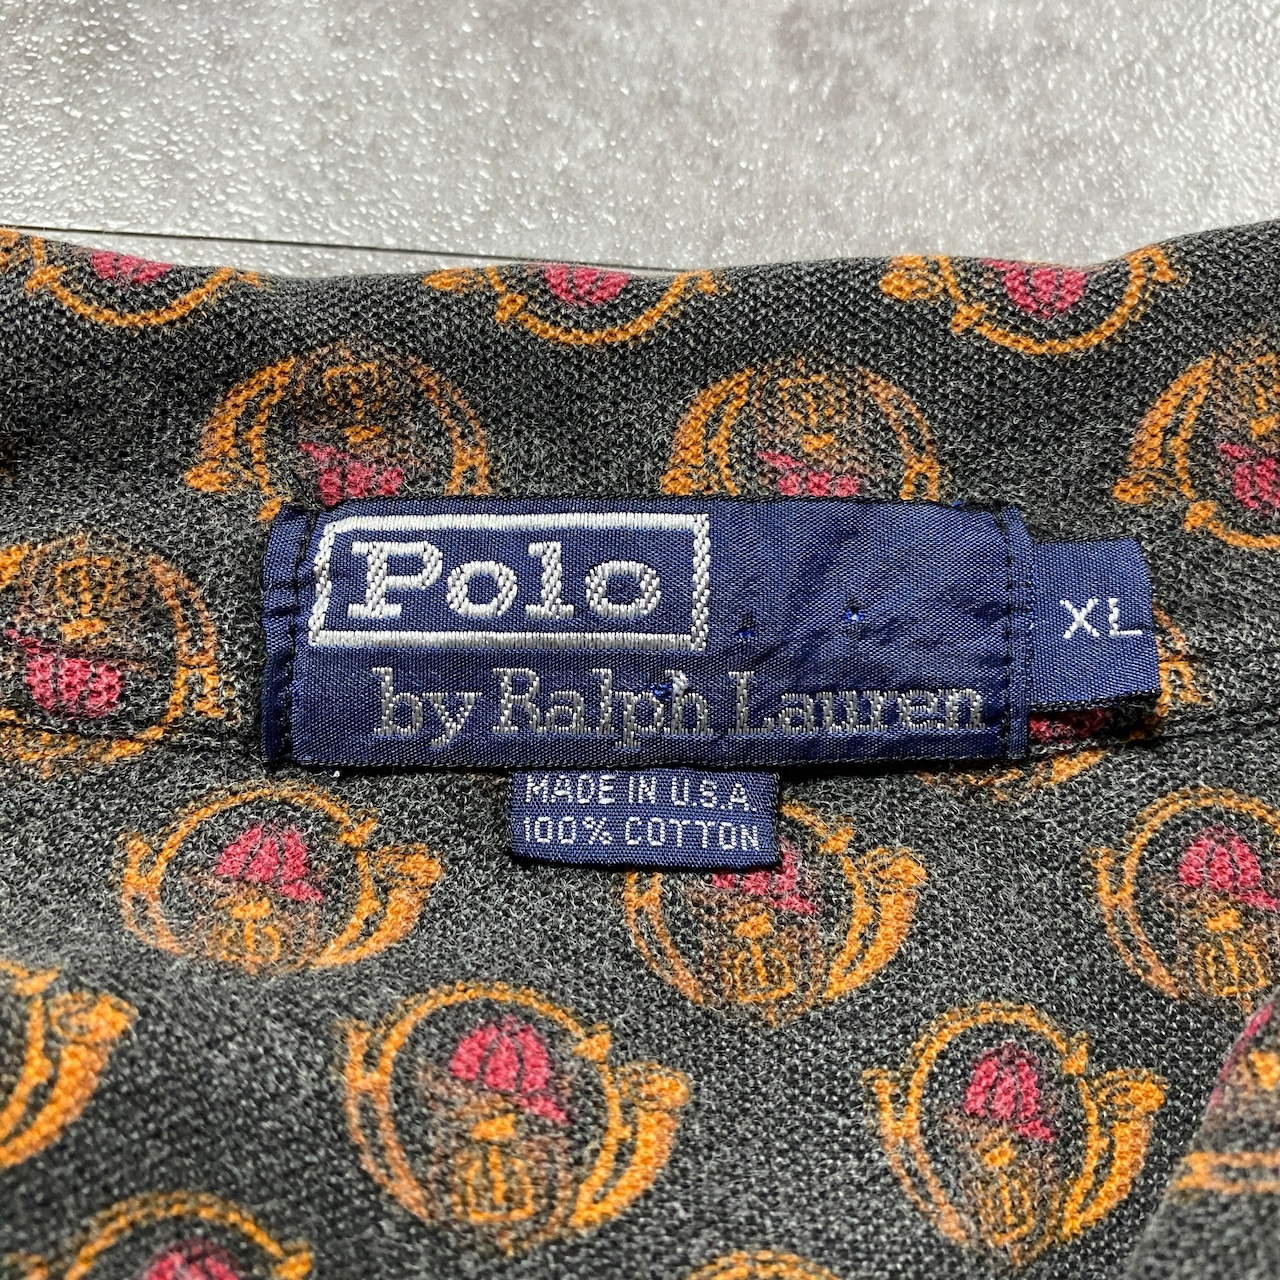 Polo
by Ralph Lauren
XL
MADE IN U.S.A.
100% COTTON